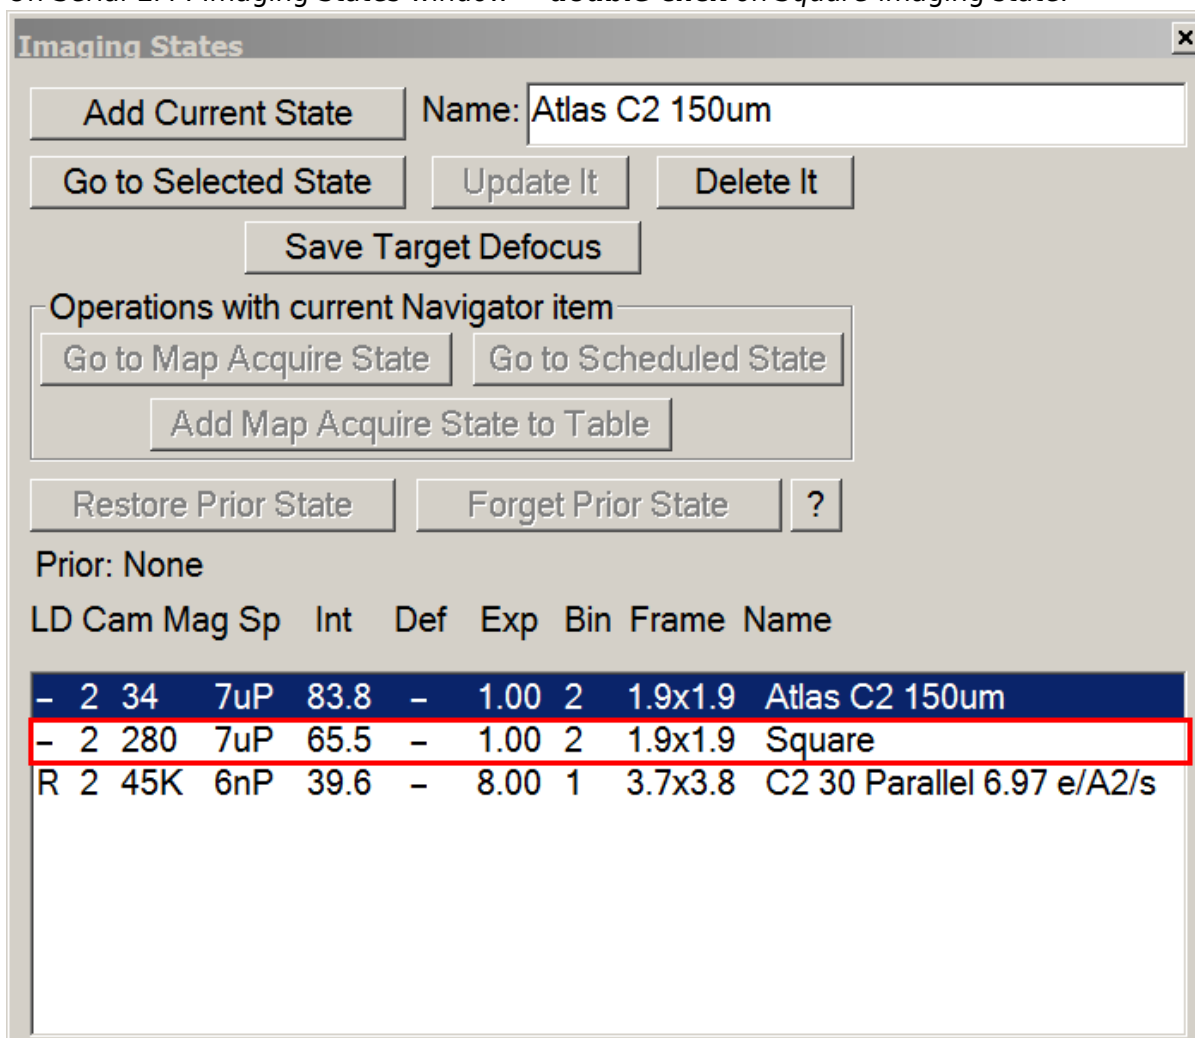 Imaging States
Add Current State Name: Atlas C2 150um
Go to Selected State Update It Delete It
Save Target Defocus
Operations with current Navigator item
Go to Map Acquire State Go to Scheduled State
Add Map Acquire State to Table
Restore Prior State Forget Prior State ?
Prior: None
LD Cam Mag Sp Int Def Exp Bin Frame Name
– 2 34 7uP 83.8 – 1.00 2 1.9x1.9 Atlas C2 150um
– 2 280 7uP 65.5 – 1.00 2 1.9x1.9 Square
R 2 45K 6nP 39.6 – 8.00 1 3.7x3.8 C2 30 Parallel 6.97 e/A2/s